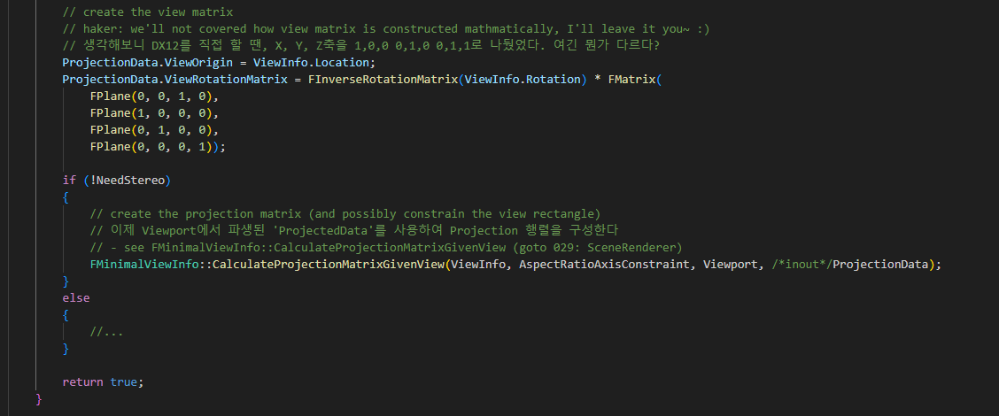 // create the view matrix
// haker: we'll not covered how view matrix is constructed mathmatically, I'll leave it you~ :)
// 생각해보니 DX12를 직접 할 땐, X, Y, Z축을 1,0,0 0,1,0 0,1,1로 나눴었다. 여긴 뭔가 다르다?
ProjectionData.ViewOrigin = ViewInfo.Location;
ProjectionData.ViewRotationMatrix = FInverseRotationMatrix(ViewInfo.Rotation) * FMatrix(
FPlane(0, 0, 1, 0),
FPlane(1, 0, 0, 0),
FPlane(0, 1, 0, 0),
FPlane(0, 0, 0, 1));
if (!NeedStereo)
{
// create the projection matrix (and possibly constrain the view rectangle)
// 이제 Viewport에서 파생된 'ProjectedData'를 사용하여 Projection 행렬을 구성한다
// - see FMinimalViewInfo::CalculateProjectionMatrixGivenView (goto 029: SceneRenderer)
FMinimalViewInfo::CalculateProjectionMatrixGivenView(ViewInfo, AspectRatioAxisConstraint, Viewport, /*inout*/ProjectionData);
}
else
{
//...
}
return true;
}